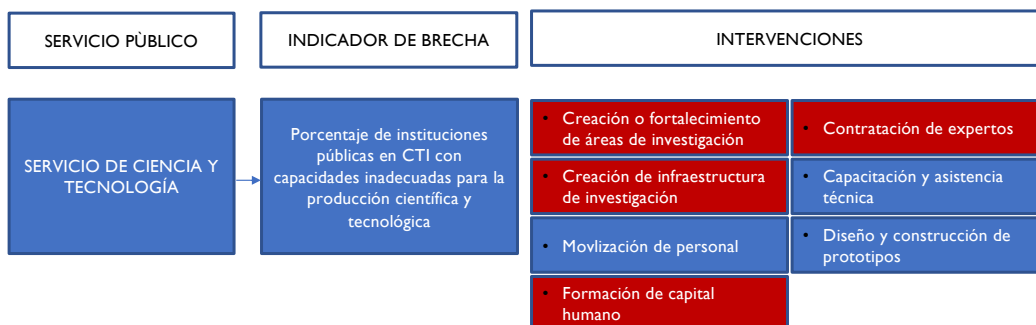 SERVICIO PÙBLICO
INDICADOR DE BRECHA
INTERVENCIONES
SERVICIO DE CIENCIA Y
TECNOLOGÍA
Porcentaje de instituciones
públicas en CTI con
capacidades inadecuadas para la
producción científica y
tecnológica
• Creación o fortalecimiento
de áreas de investigación
• Contratación de expertos
• Creación de infraestructura
de investigación
• Capacitación y asistencia
técnica
• Movlización de personal
• Diseño y construcción de
prototipos
• Formación de capital
humano